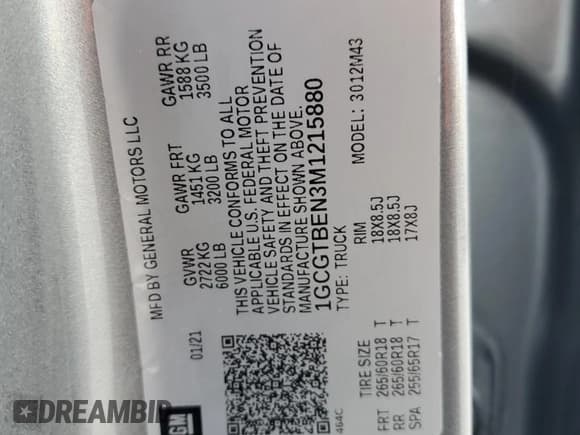 MFD BY GENERAL MOTORS LLC
01/21
GVWR
2722 KG
6000 LB
GAWR FRT
1451 KG
3200 LB
GAWR RR
1588 KG
3500 LB
THIS VEHICLE CONFORMS TO ALL
APPLICABLE U.S. FEDERAL MOTOR
VEHICLE SAFETY AND THEFT PREVENTION
STANDARDS IN EFFECT ON THE DATE OF
MANUFACTURE SHOWN ABOVE.
1GCGTBEN3M1215880
TYPE: TRUCK
MODEL: 3012M43
GM
464C
TIRE SIZE RIM
FRT 265/60R18 T 18X8.5J
RR 265/60R18 T 18X8.5J
SPA 255/65R17 T 17X8J
DREAMBID